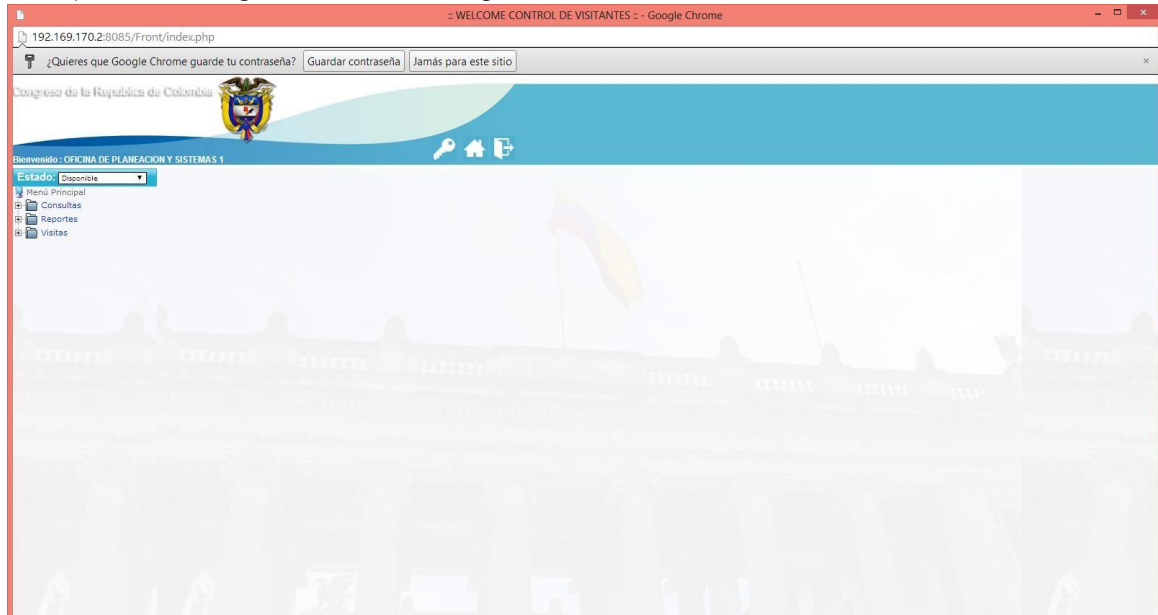 :: WELCOME CONTROL DE VISITANTES :: - Google Chrome
192.169.170.2:8085/Front/index.php
¿Quieres que Google Chrome guarde tu contraseña? Guardar contraseña Jamás para este sitio
Congreso de la Republica de Colombia
Bienvenido : OFICINA DE PLANEACION Y SISTEMAS 1
Estado: Disponible
Menú Principal
Consultas
Reportes
Visitas